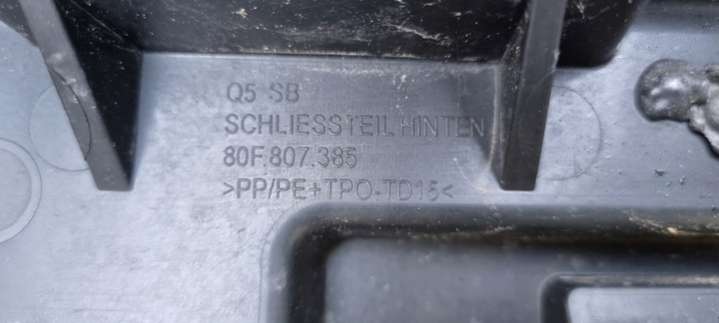 Q5 SB
SCHLIESSTEIL HINTEN
80F.807.385
>PP/PE+TPO-TD15<